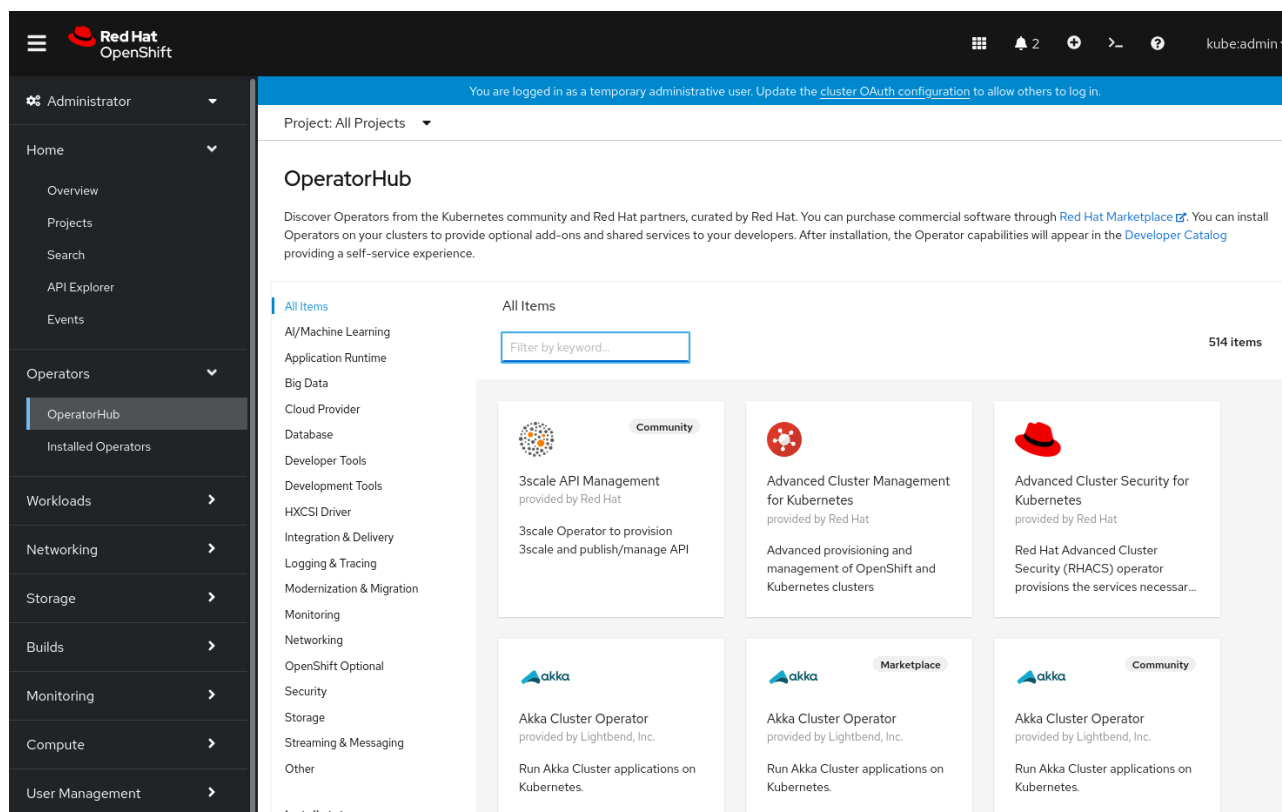 Red Hat
OpenShift
2
kube:admin
Administrator
Home
Overview
Projects
Search
API Explorer
Events
Operators
OperatorHub
Installed Operators
Workloads
Networking
Storage
Builds
Monitoring
Compute
User Management
You are logged in as a temporary administrative user. Update the cluster OAuth configuration to allow others to log in.
Project: All Projects
OperatorHub
Discover Operators from the Kubernetes community and Red Hat partners, curated by Red Hat. You can purchase commercial software through Red Hat Marketplace. You can install
Operators on your clusters to provide optional add-ons and shared services to your developers. After installation, the Operator capabilities will appear in the Developer Catalog
providing a self-service experience.
All Items
AI/Machine Learning
Application Runtime
Big Data
Cloud Provider
Database
Developer Tools
Development Tools
HXCSI Driver
Integration & Delivery
Logging & Tracing
Modernization & Migration
Monitoring
Networking
OpenShift Optional
Security
Storage
Streaming & Messaging
Other
All Items
Filter by keyword...
514 items
Community
3scale API Management
provided by Red Hat
3scale Operator to provision
3scale and publish/manage API
Advanced Cluster Management
for Kubernetes
provided by Red Hat
Advanced provisioning and
management of OpenShift and
Kubernetes clusters
Advanced Cluster Security for
Kubernetes
provided by Red Hat
Red Hat Advanced Cluster
Security (RHACS) operator
provisions the services necessar...
akka
Akka Cluster Operator
provided by Lightbend, Inc.
Run Akka Cluster applications on
Kubernetes.
akka
Marketplace
Akka Cluster Operator
provided by Lightbend, Inc.
Run Akka Cluster applications on
Kubernetes.
akka
Community
Akka Cluster Operator
provided by Lightbend, Inc.
Run Akka Cluster applications on
Kubernetes.